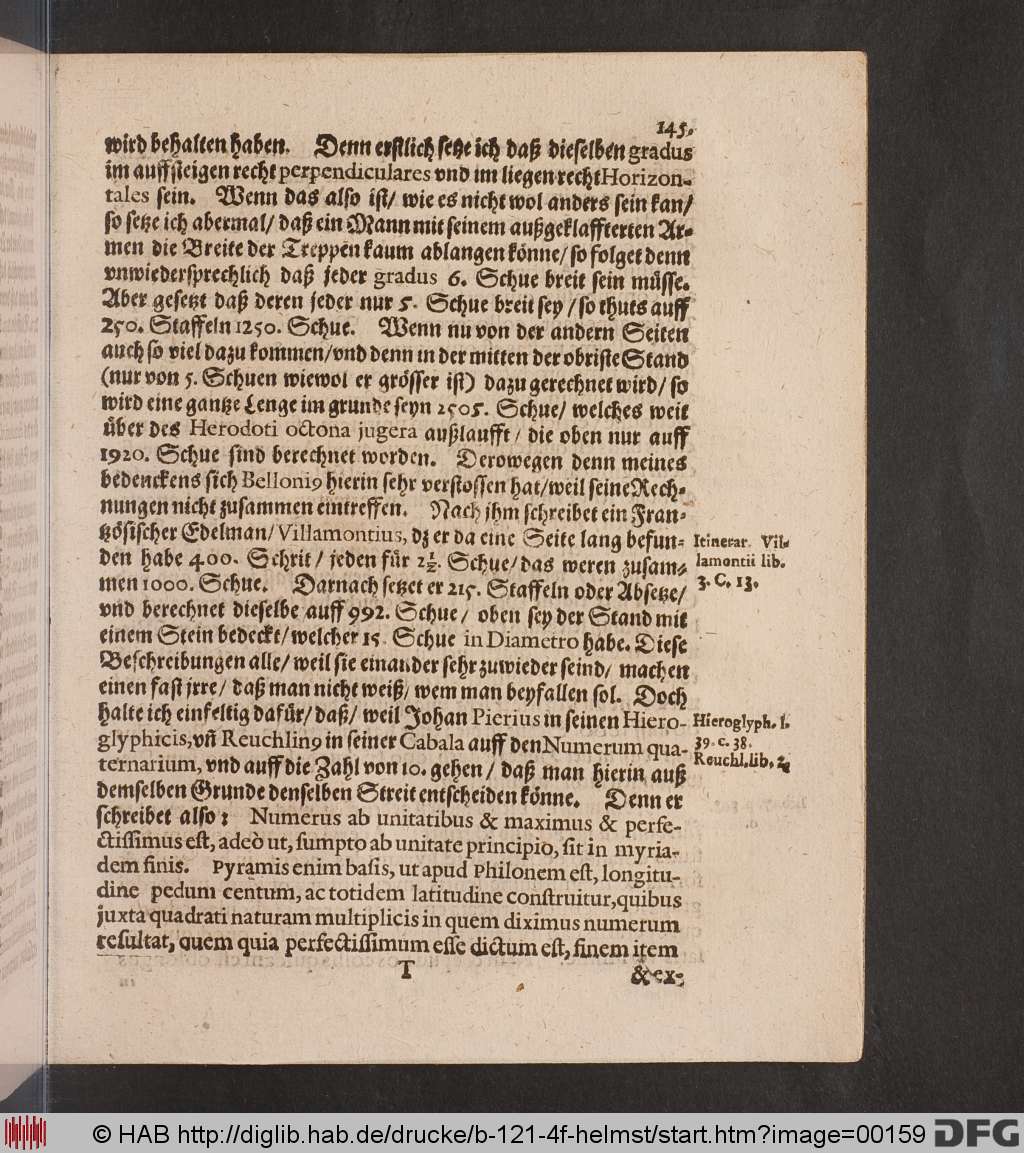 145.
wird behalten haben. Denn erstlich setze ich daß dieselben gradus
im auffsteigen recht perpendiculares vnd im liegen recht Horizon-
tales sein. Wenn das also ist/ wie es nicht wol anders sein kan/
so setze ich abermal/ daß ein Mann mit seinem außgeklaffterten Ar-
men die Breite der Treppen kaum ablangen könne/ so folget denn
vnwiedersprechlich daß jeder gradus 6. Schue breit sein müsse.
Aber gesetzt daß deren jeder nur 5. Schue breit sey/ so thuts auff
250. Staffeln 1250. Schue. Wenn nu von der andern Seiten
auch so viel dazu kommen/ vnd denn in der mitten der obriste Stand
(nur von 5. Schuen wiewol er grösser ist) dazu gerechnet wird/ so
wird eine gantze Lenge im grunde seyn 2505. Schue/ welches weit
über des Herodoti octona jugera außlaufft/ die oben nur auff
1920. Schue sind berechnet worden. Derowegen denn meines
bedenckens sich Belloniꝰ hierin sehr verstossen hat/ weil seine Rech-
nungen nicht zusammen eintreffen. Nach jhm schreibet ein Fran-
tzösischer Edelman/ Villamontius, dz er da eine Seite lang befun-
den habe 400. Schrit/ jeden für 2½. Schue/ das weren zusam-
men 1000. Schue. Darnach setzet er 215. Staffeln oder Absetze/
vnd berechnet dieselbe auff 992. Schue/ oben sey der Stand mit
einem Stein bedeckt/ welcher 15. Schue in Diametro habe. Diese
Beschreibungen alle/ weil sie einander sehr zuwieder seind/ machen
einen fast jrre/ daß man nicht weiß/ wem man beyfallen sol. Doch
halte ich einfeltig dafür/ daß/ weil Johan Pierius in seinen Hiero-
glyphicis, vñ Reuchlinꝰ in seiner Cabala auff den Numerum qua-
ternarium, vnd auff die Zahl von 10. gehen/ daß man hierin auß
demselben Grunde denselben Streit entscheiden könne. Denn er
schreibet also: Numerus ab unitatibus & maximus & perfe-
ctissimus est, adeò ut, sumpto ab unitate principio, sit in myria-
dem finis. Pyramis enim basis, ut apud Philonem est, longitu-
dine pedum centum, ac totidem latitudine construitur, quibus
juxta quadrati naturam multiplicis in quem diximus numerum
resultat, quem quia perfectissimum esse dictum est, finem item
T
& ex-
Itinerar. Vil-
lamontii lib.
3. C. 13.
Hieroglyph. l.
39. c. 38.
Reuchl. lib. 2.
© HAB http://diglib.hab.de/drucke/b-121-4f-helmst/start.htm?image=00159
DFG